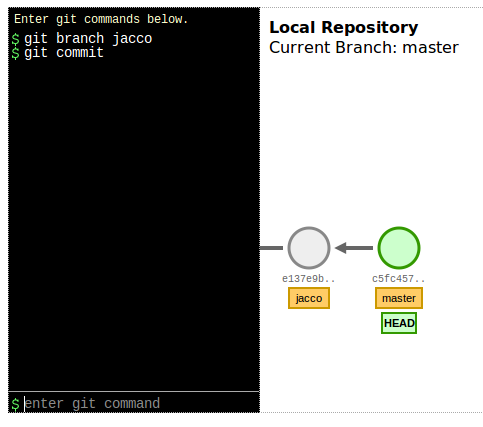 Enter git commands below.
$ git branch jacco
$ git commit
$ enter git command
Local Repository
Current Branch: master
e137e9b..
jacco
c5fc457..
master
HEAD